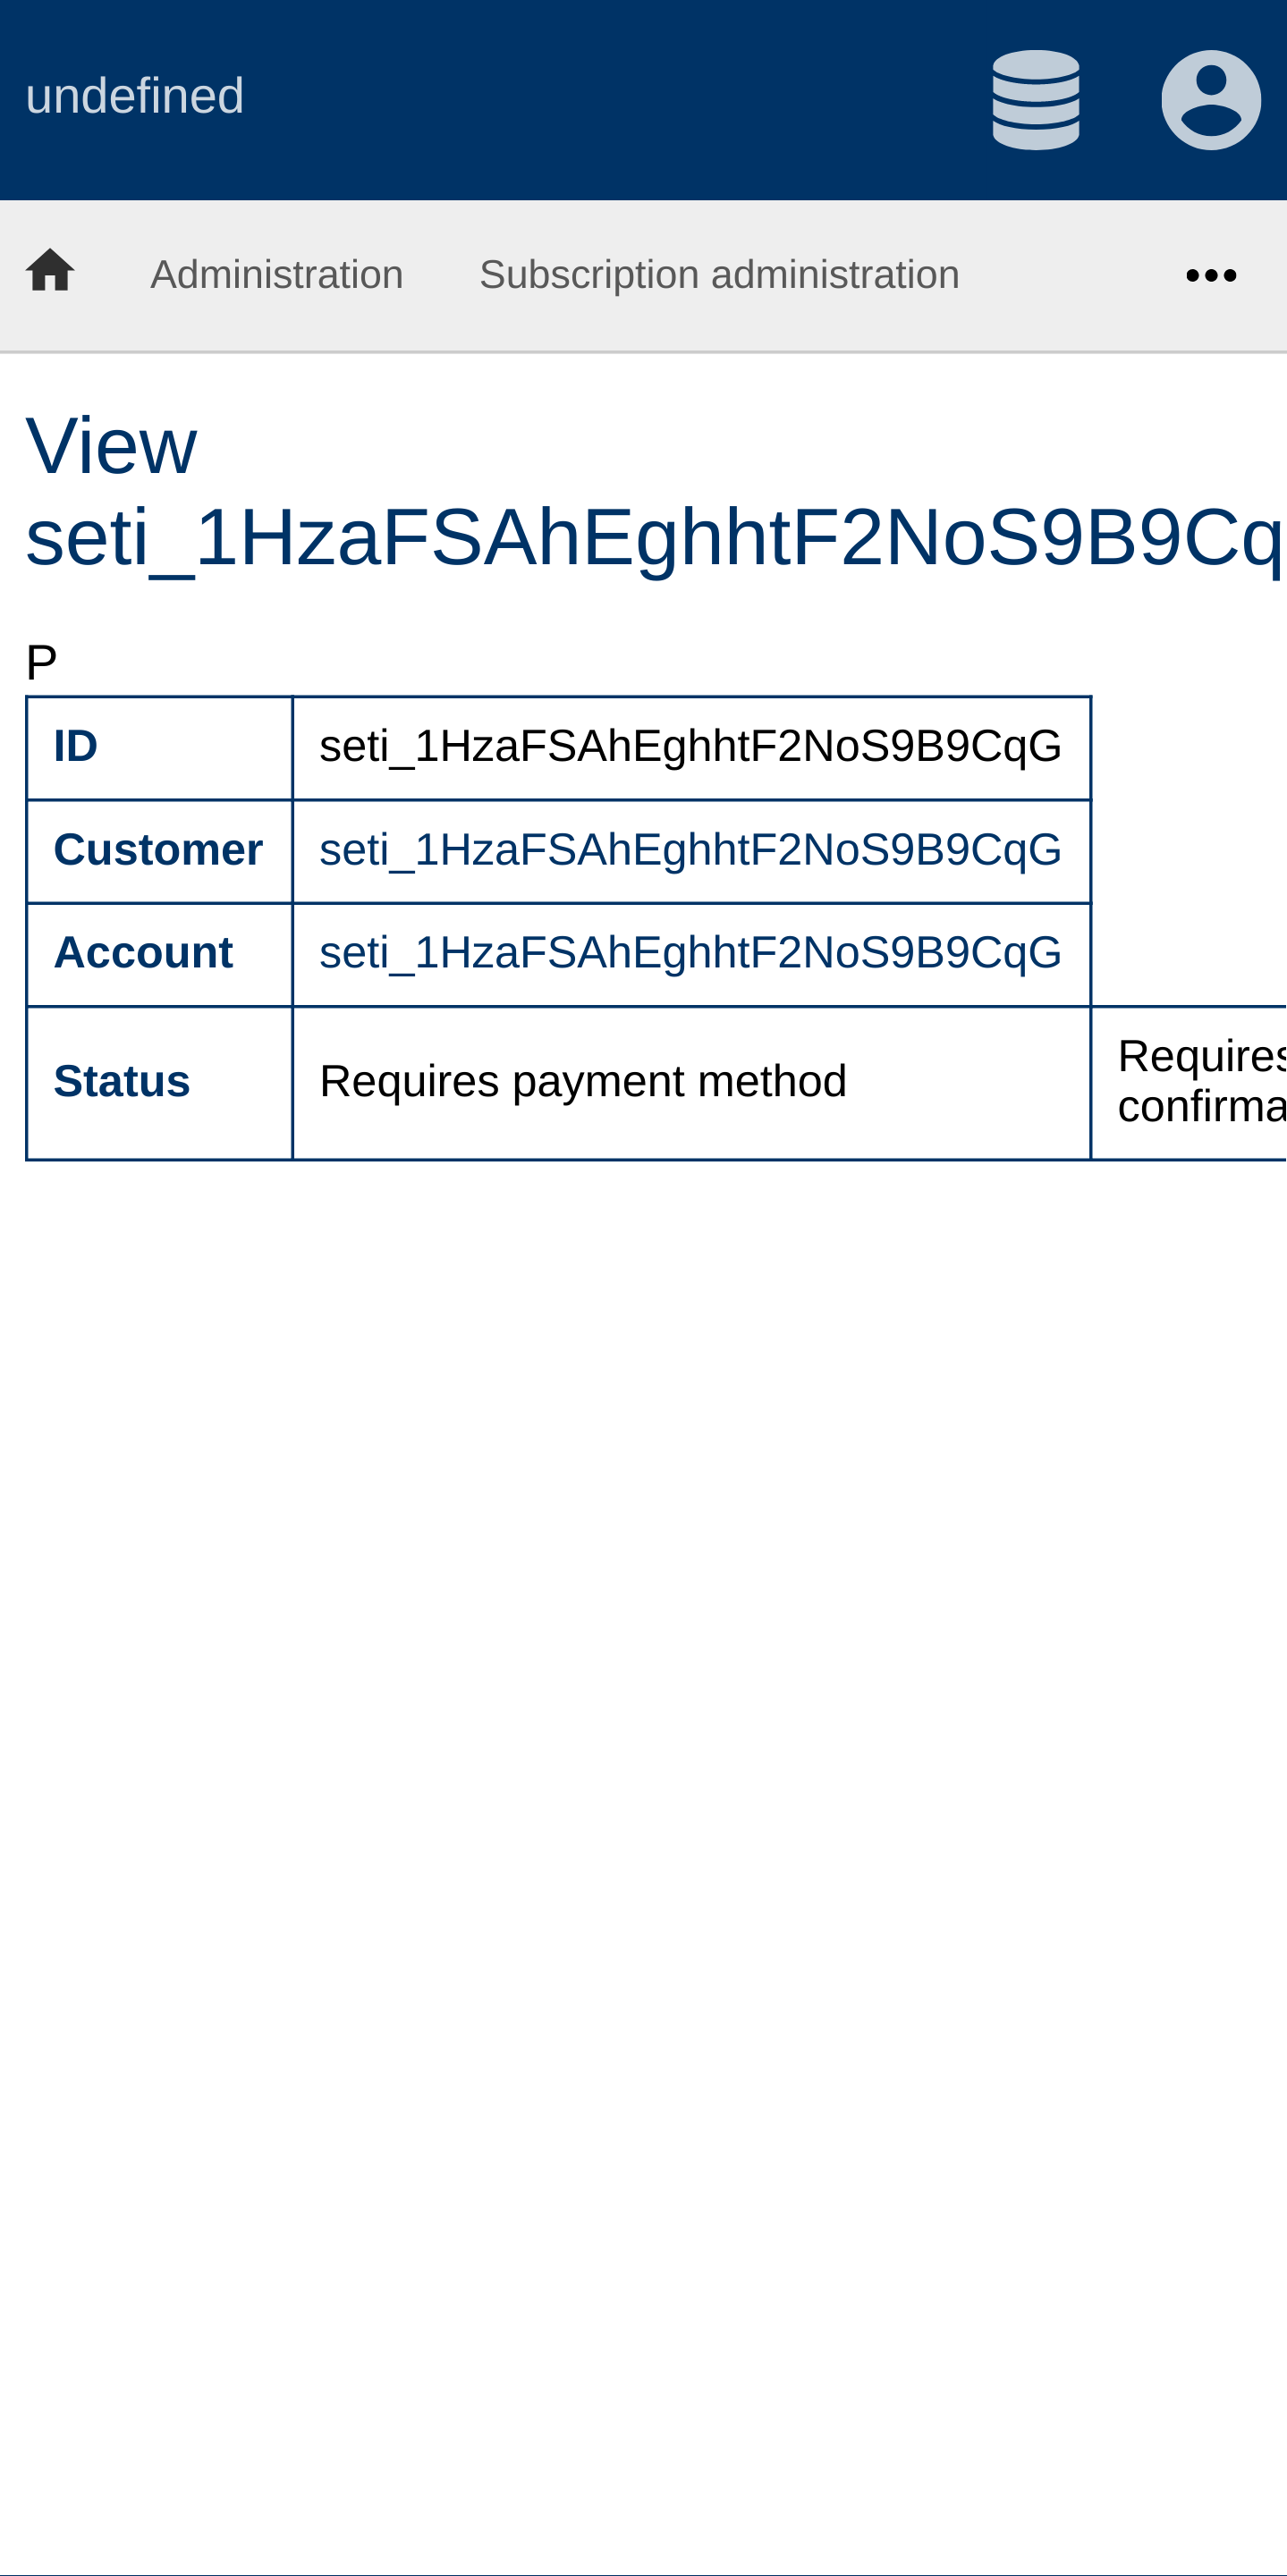 undefined
Administration Subscription administration
View
seti_1HzaFSAhEghhtF2NoS9B9Cq
P
ID seti_1HzaFSAhEghhtF2NoS9B9CqG
Customer seti_1HzaFSAhEghhtF2NoS9B9CqG
Account seti_1HzaFSAhEghhtF2NoS9B9CqG
Status Requires payment method Requires
confirma